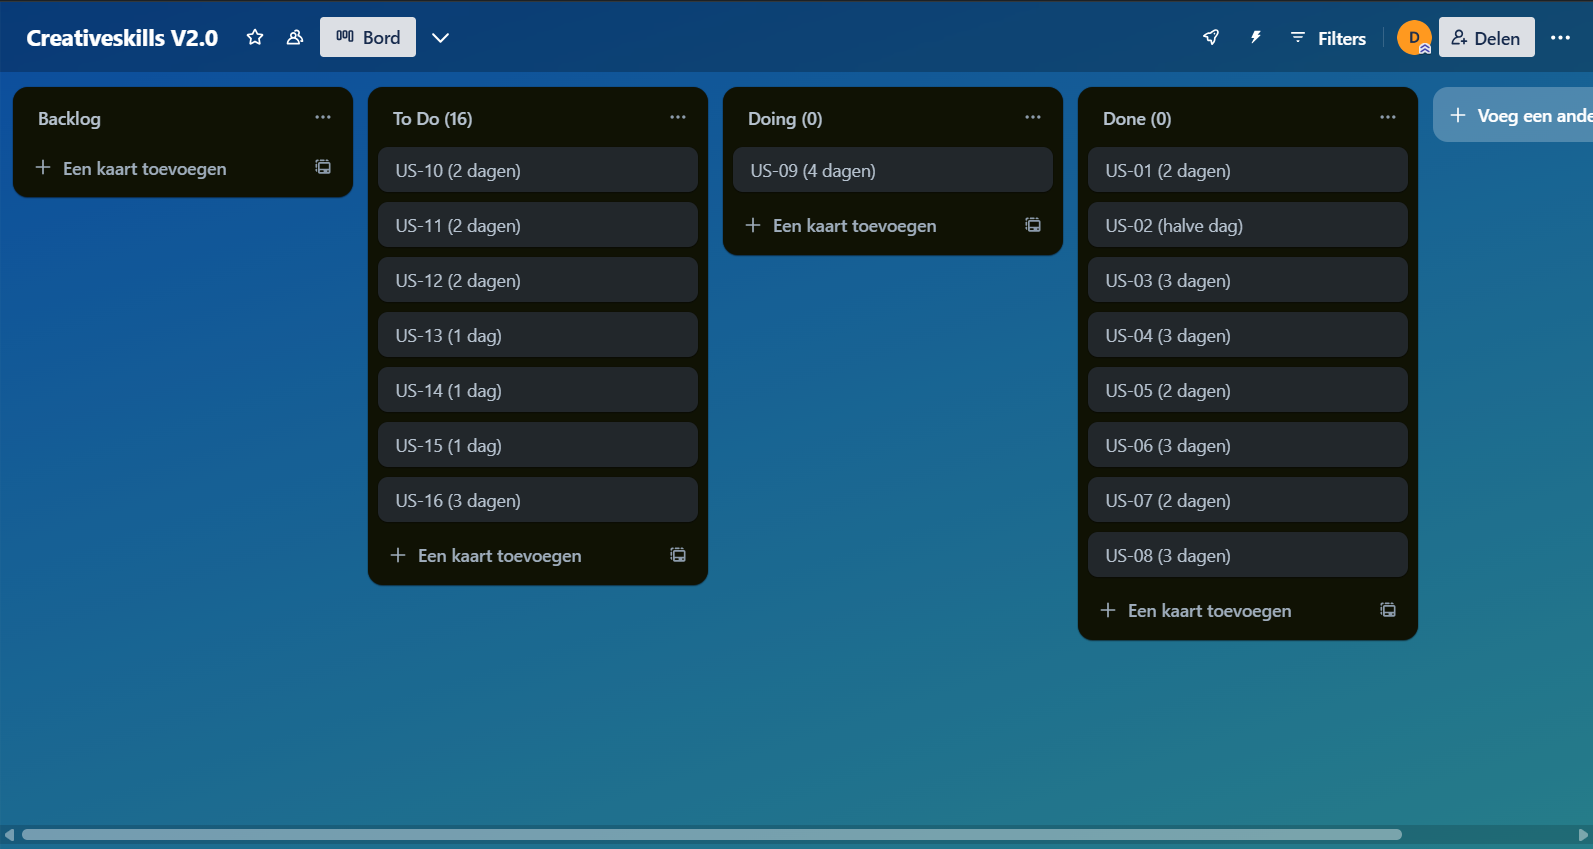 Creativeskills V2.0
Bord
Filters
D
Delen
Backlog
Een kaart toevoegen
To Do (16)
US-10 (2 dagen)
US-11 (2 dagen)
US-12 (2 dagen)
US-13 (1 dag)
US-14 (1 dag)
US-15 (1 dag)
US-16 (3 dagen)
Een kaart toevoegen
Doing (0)
US-09 (4 dagen)
Een kaart toevoegen
Done (0)
US-01 (2 dagen)
US-02 (halve dag)
US-03 (3 dagen)
US-04 (3 dagen)
US-05 (2 dagen)
US-06 (3 dagen)
US-07 (2 dagen)
US-08 (3 dagen)
Een kaart toevoegen
Voeg een ande